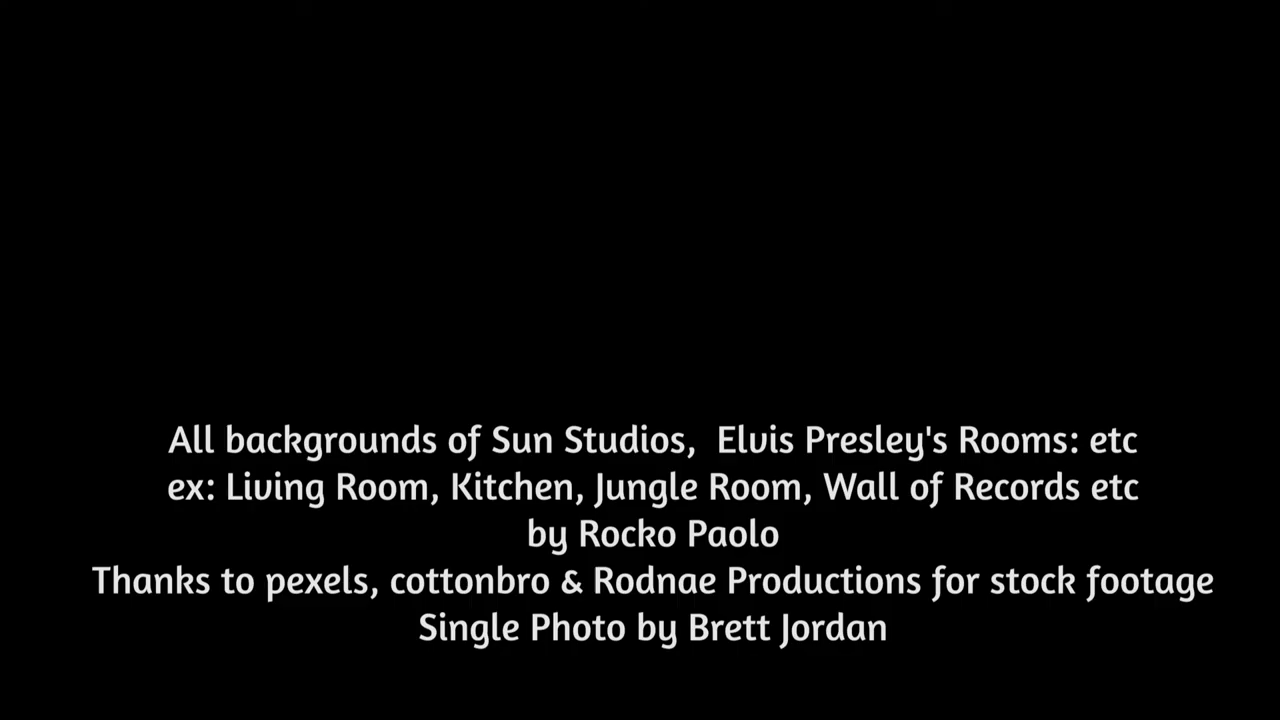 All backgrounds of Sun Studios,  Elvis Presley's Rooms: etc
ex: Living Room, Kitchen, Jungle Room, Wall of Records etc
by Rocko Paolo
Thanks to pexels, cottonbro & Rodnae Productions for stock footage
Single Photo by Brett Jordan